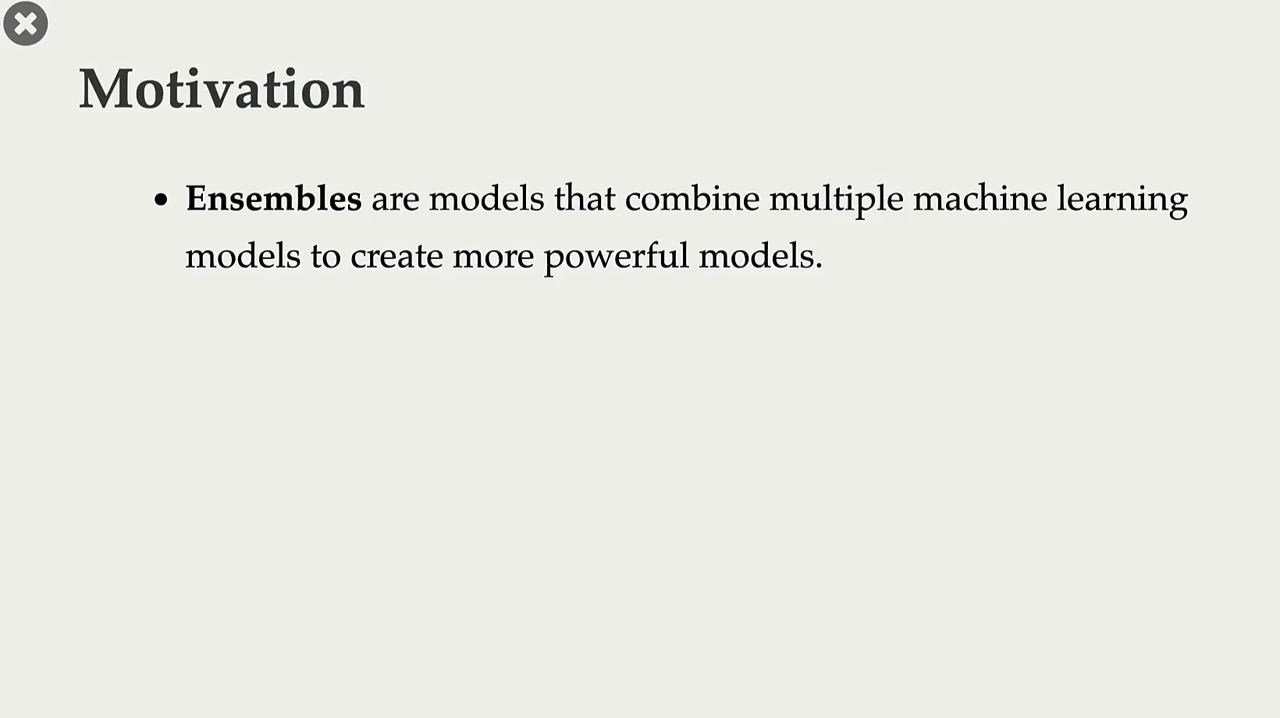 Motivation
• Ensembles are models that combine multiple machine learning
models to create more powerful models.